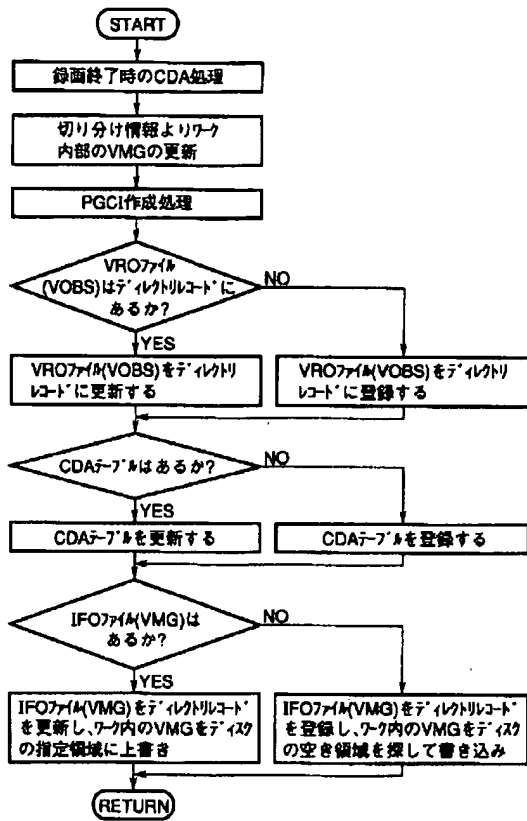 START
録画終了時のCDA処理
切り分け情報よりワーク
内部のVMGの更新
PGCI作成処理
VROファイル
(VOBS)はディレクトリレコードに
あるか?
NO
YES
VROファイル(VOBS)をディレクトリ
レコードに更新する
VROファイル(VOBS)をディレクトリ
レコードに登録する
CDAテーブルはあるか?
NO
YES
CDAテーブルを更新する
CDAテーブルを登録する
IFOファイル(VMG)は
あるか?
NO
YES
IFOファイル(VMG)をディレクトリレコード
を更新し、ワーク内のVMGをディスク
の指定領域に上書き
IFOファイル(VMG)をディレクトリレコード
を登録し、ワーク内のVMGをディスク
の空き領域を探して書き込み
RETURN